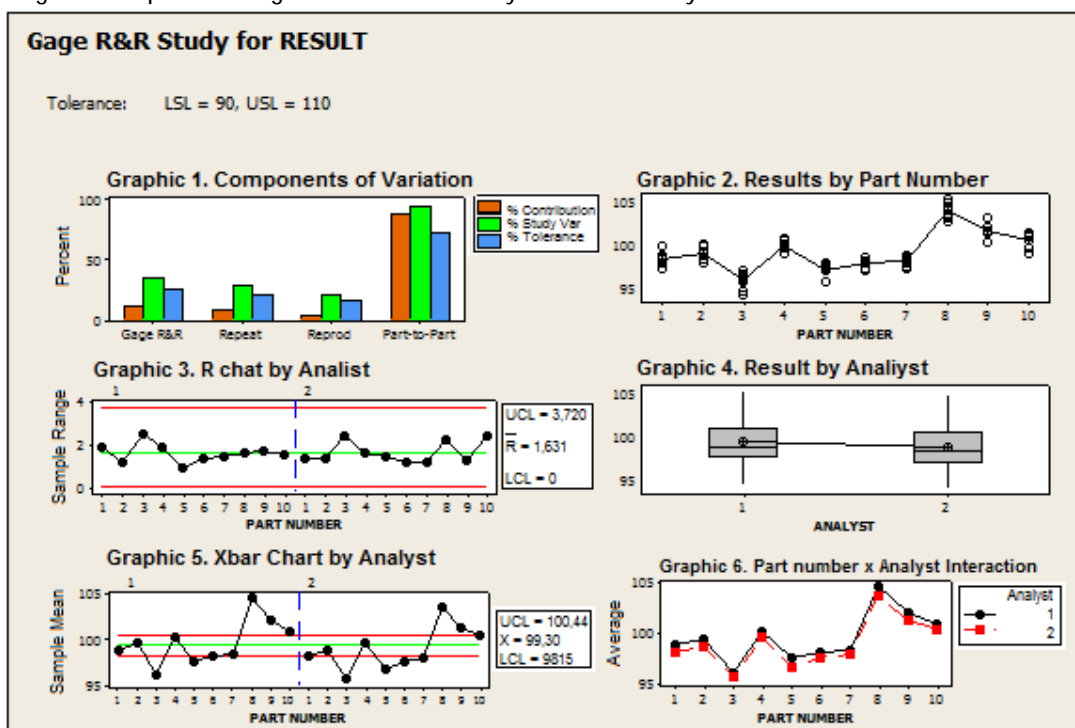 Gage R&R Study for RESULT
Tolerance: LSL = 90, USL = 110
Graphic 1. Components of Variation
100
50
0
Percent
Gage R&R Repeat Reprod Part-to-Part
% Contribution
% Study Var
% Tolerance
Graphic 2. Results by Part Number
105
100
95
1 2 3 4 5 6 7 8 9 10
PART NUMBER
Graphic 3. R chat by Analist
1 2
4
2
0
Sample Range
1 2 3 4 5 6 7 8 9 10 1 2 3 4 5 6 7 8 9 10
PART NUMBER
UCL = 3,720
R = 1,631
LCL = 0
Graphic 4. Result by Analiyst
105
100
95
1 2
ANALYST
Graphic 5. Xbar Chart by Analyst
1 2
105
100
95
Sample Mean
1 2 3 4 5 6 7 8 9 10 1 2 3 4 5 6 7 8 9 10
PART NUMBER
UCL = 100,44
X = 99,30
LCL = 9815
Graphic 6. Part number x Analyst Interaction
105
100
95
Average
1 2 3 4 5 6 7 8 9 10
PART NUMBER
Analyst
1
2